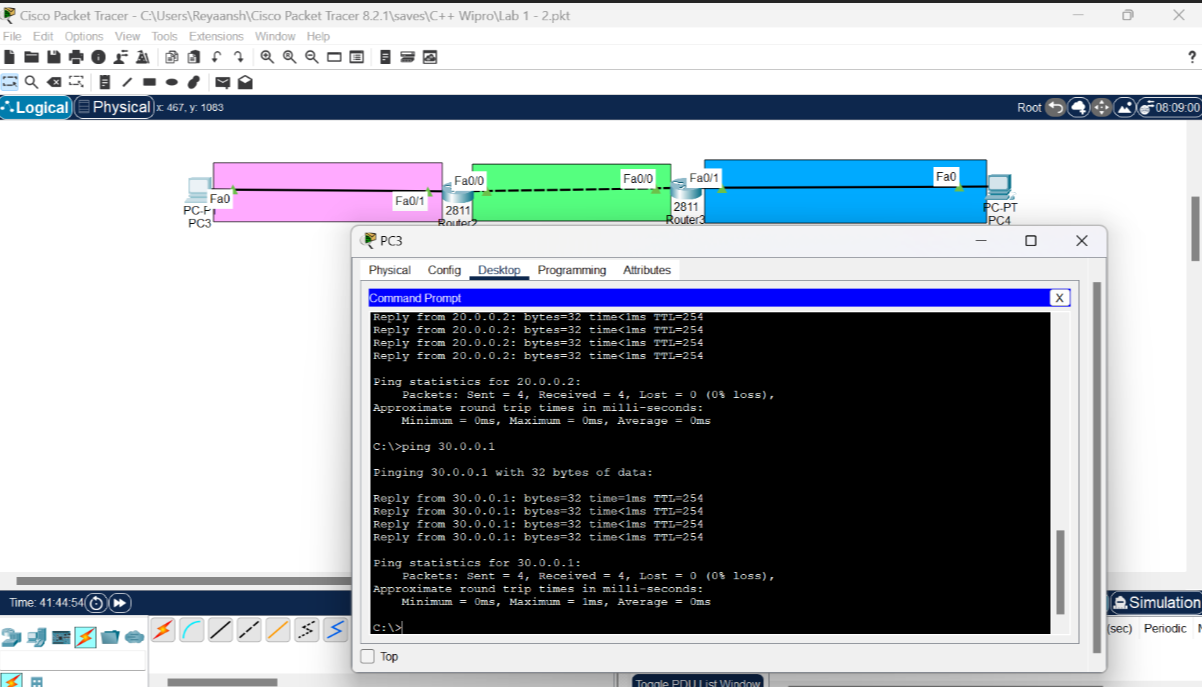 Cisco Packet Tracer - C:\Users\Reyaansh\Cisco Packet Tracer 8.2.1\saves\C++ Wipro\Lab 1 - 2.pkt
File Edit Options View Tools Extensions Window Help
?
Logical Physical x: 467, y: 1083 Root 08:09:00
Fa0/0 Fa0/0 Fa0/1 Fa0
Fa0 Fa0/1
PC-P 2811 2811 PC-PT
PC3 Router2 Router3 PC4
PC3
Physical Config Desktop Programming Attributes
Command Prompt X
Reply from 20.0.0.2: bytes=32 time<1ms TTL=254
Reply from 20.0.0.2: bytes=32 time<1ms TTL=254
Reply from 20.0.0.2: bytes=32 time<1ms TTL=254
Reply from 20.0.0.2: bytes=32 time<1ms TTL=254
Ping statistics for 20.0.0.2:
Packets: Sent = 4, Received = 4, Lost = 0 (0% loss),
Approximate round trip times in milli-seconds:
Minimum = 0ms, Maximum = 0ms, Average = 0ms
C:\>ping 30.0.0.1
Pinging 30.0.0.1 with 32 bytes of data:
Reply from 30.0.0.1: bytes=32 time=1ms TTL=254
Reply from 30.0.0.1: bytes=32 time<1ms TTL=254
Reply from 30.0.0.1: bytes=32 time<1ms TTL=254
Reply from 30.0.0.1: bytes=32 time<1ms TTL=254
Ping statistics for 30.0.0.1:
Packets: Sent = 4, Received = 4, Lost = 0 (0% loss),
Approximate round trip times in milli-seconds:
Minimum = 0ms, Maximum = 1ms, Average = 0ms
C:\>
Top
Time: 41:44:54 Simulation
(sec) Periodic
Toggle PDU List Window